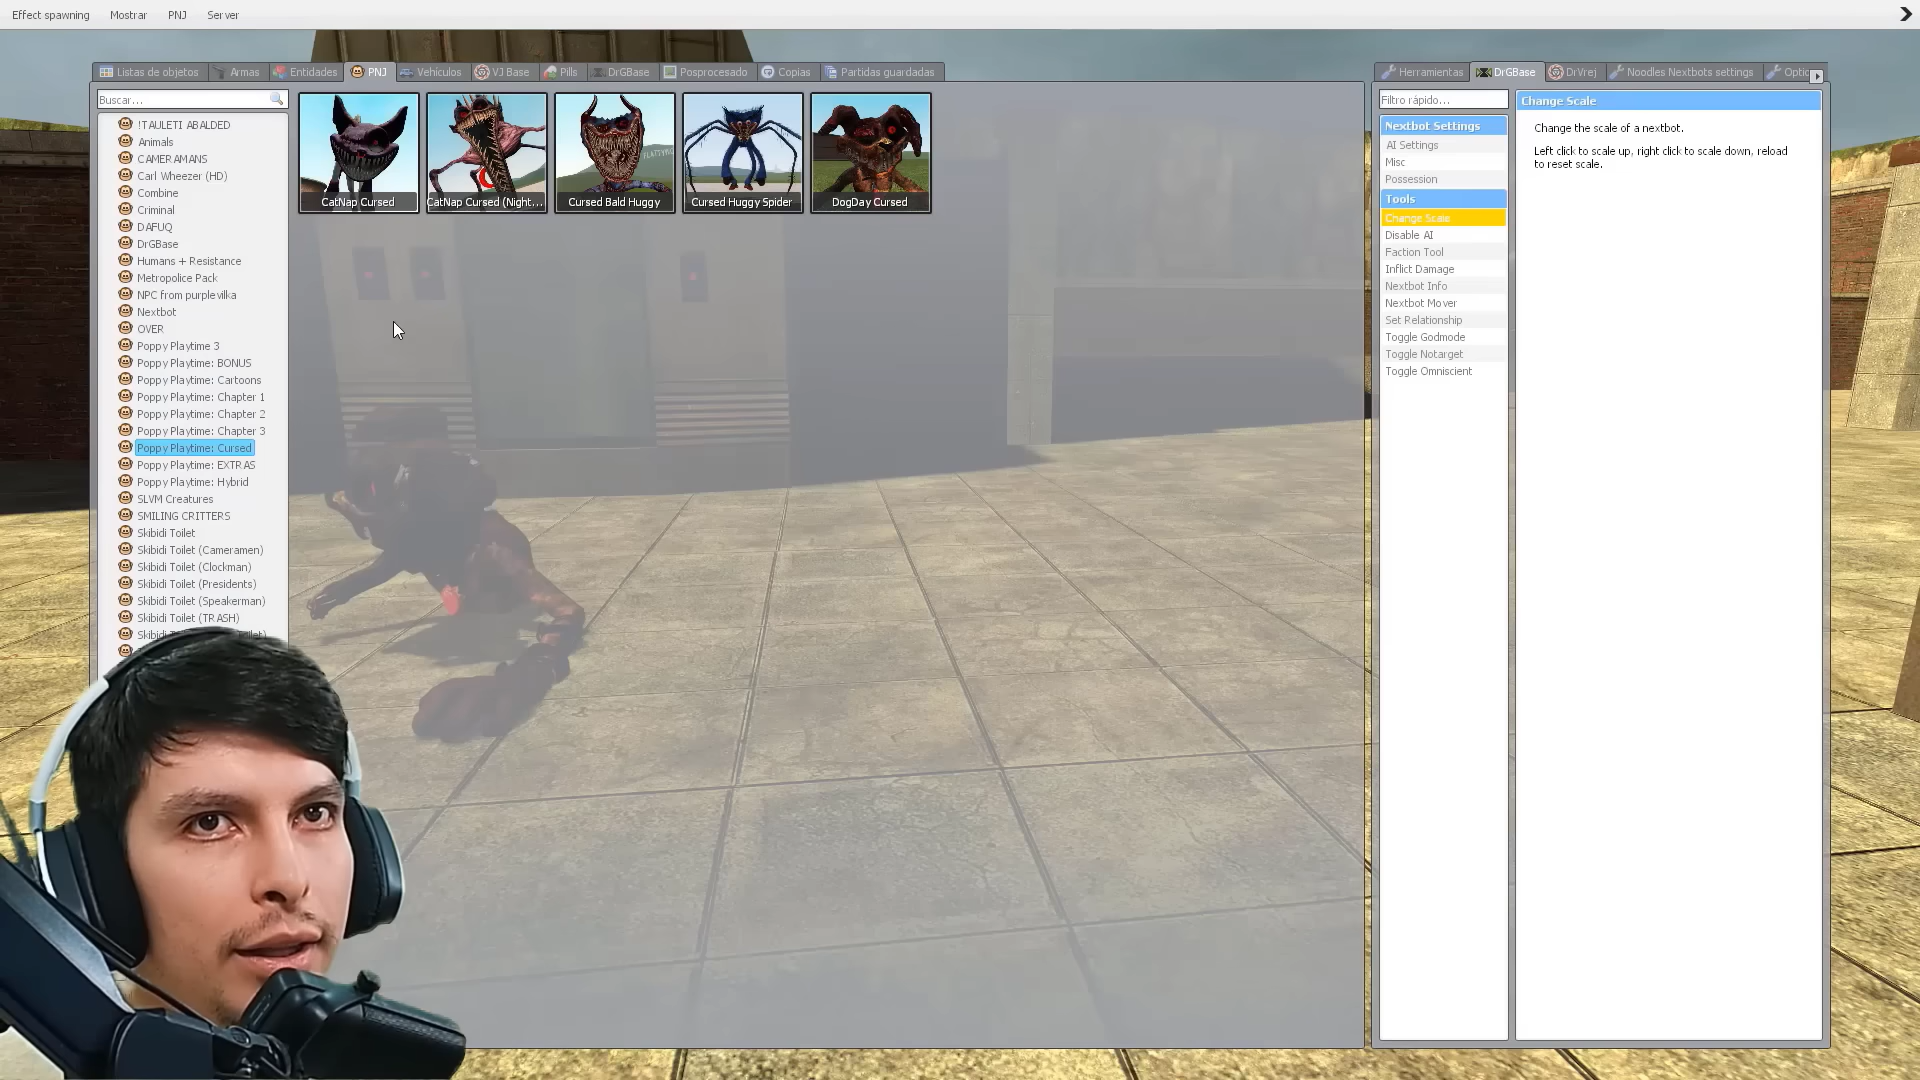 Effect spawning Mostrar PNJ Server
Listas de objetos Armas Entidades PNJ Vehículos VJ Base Pills DrGBase Posprocesado Copias Partidas guardadas
Herramientas DrGBase DrVrej Noodles Nextbots settings Optio
Buscar...
!TAULETI ABALDED
Animals
CAMERAMANS
Carl Wheezer (HD)
Combine
Criminal
DAFUQ
DrGBase
Humans + Resistance
Metropolice Pack
NPC from purplevilka
Nextbot
OVER
Poppy Playtime 3
Poppy Playtime: BONUS
Poppy Playtime: Cartoons
Poppy Playtime: Chapter 1
Poppy Playtime: Chapter 2
Poppy Playtime: Chapter 3
Poppy Playtime: Cursed
Poppy Playtime: EXTRAS
Poppy Playtime: Hybrid
SLVM Creatures
SMILING CRITTERS
Skibidi Toilet
Skibidi Toilet (Cameramen)
Skibidi Toilet (Clockman)
Skibidi Toilet (Presidents)
Skibidi Toilet (Speakerman)
Skibidi Toilet (TRASH)
CatNap Cursed
CatNap Cursed (Night...
Cursed Bald Huggy
Cursed Huggy Spider
DogDay Cursed
Filtro rápido...
Nextbot Settings
AI Settings
Misc
Possession
Tools
Change Scale
Disable AI
Faction Tool
Inflict Damage
Nextbot Info
Nextbot Mover
Set Relationship
Toggle Godmode
Toggle Notarget
Toggle Omniscient
Change Scale
Change the scale of a nextbot.
Left click to scale up, right click to scale down, reload
to reset scale.